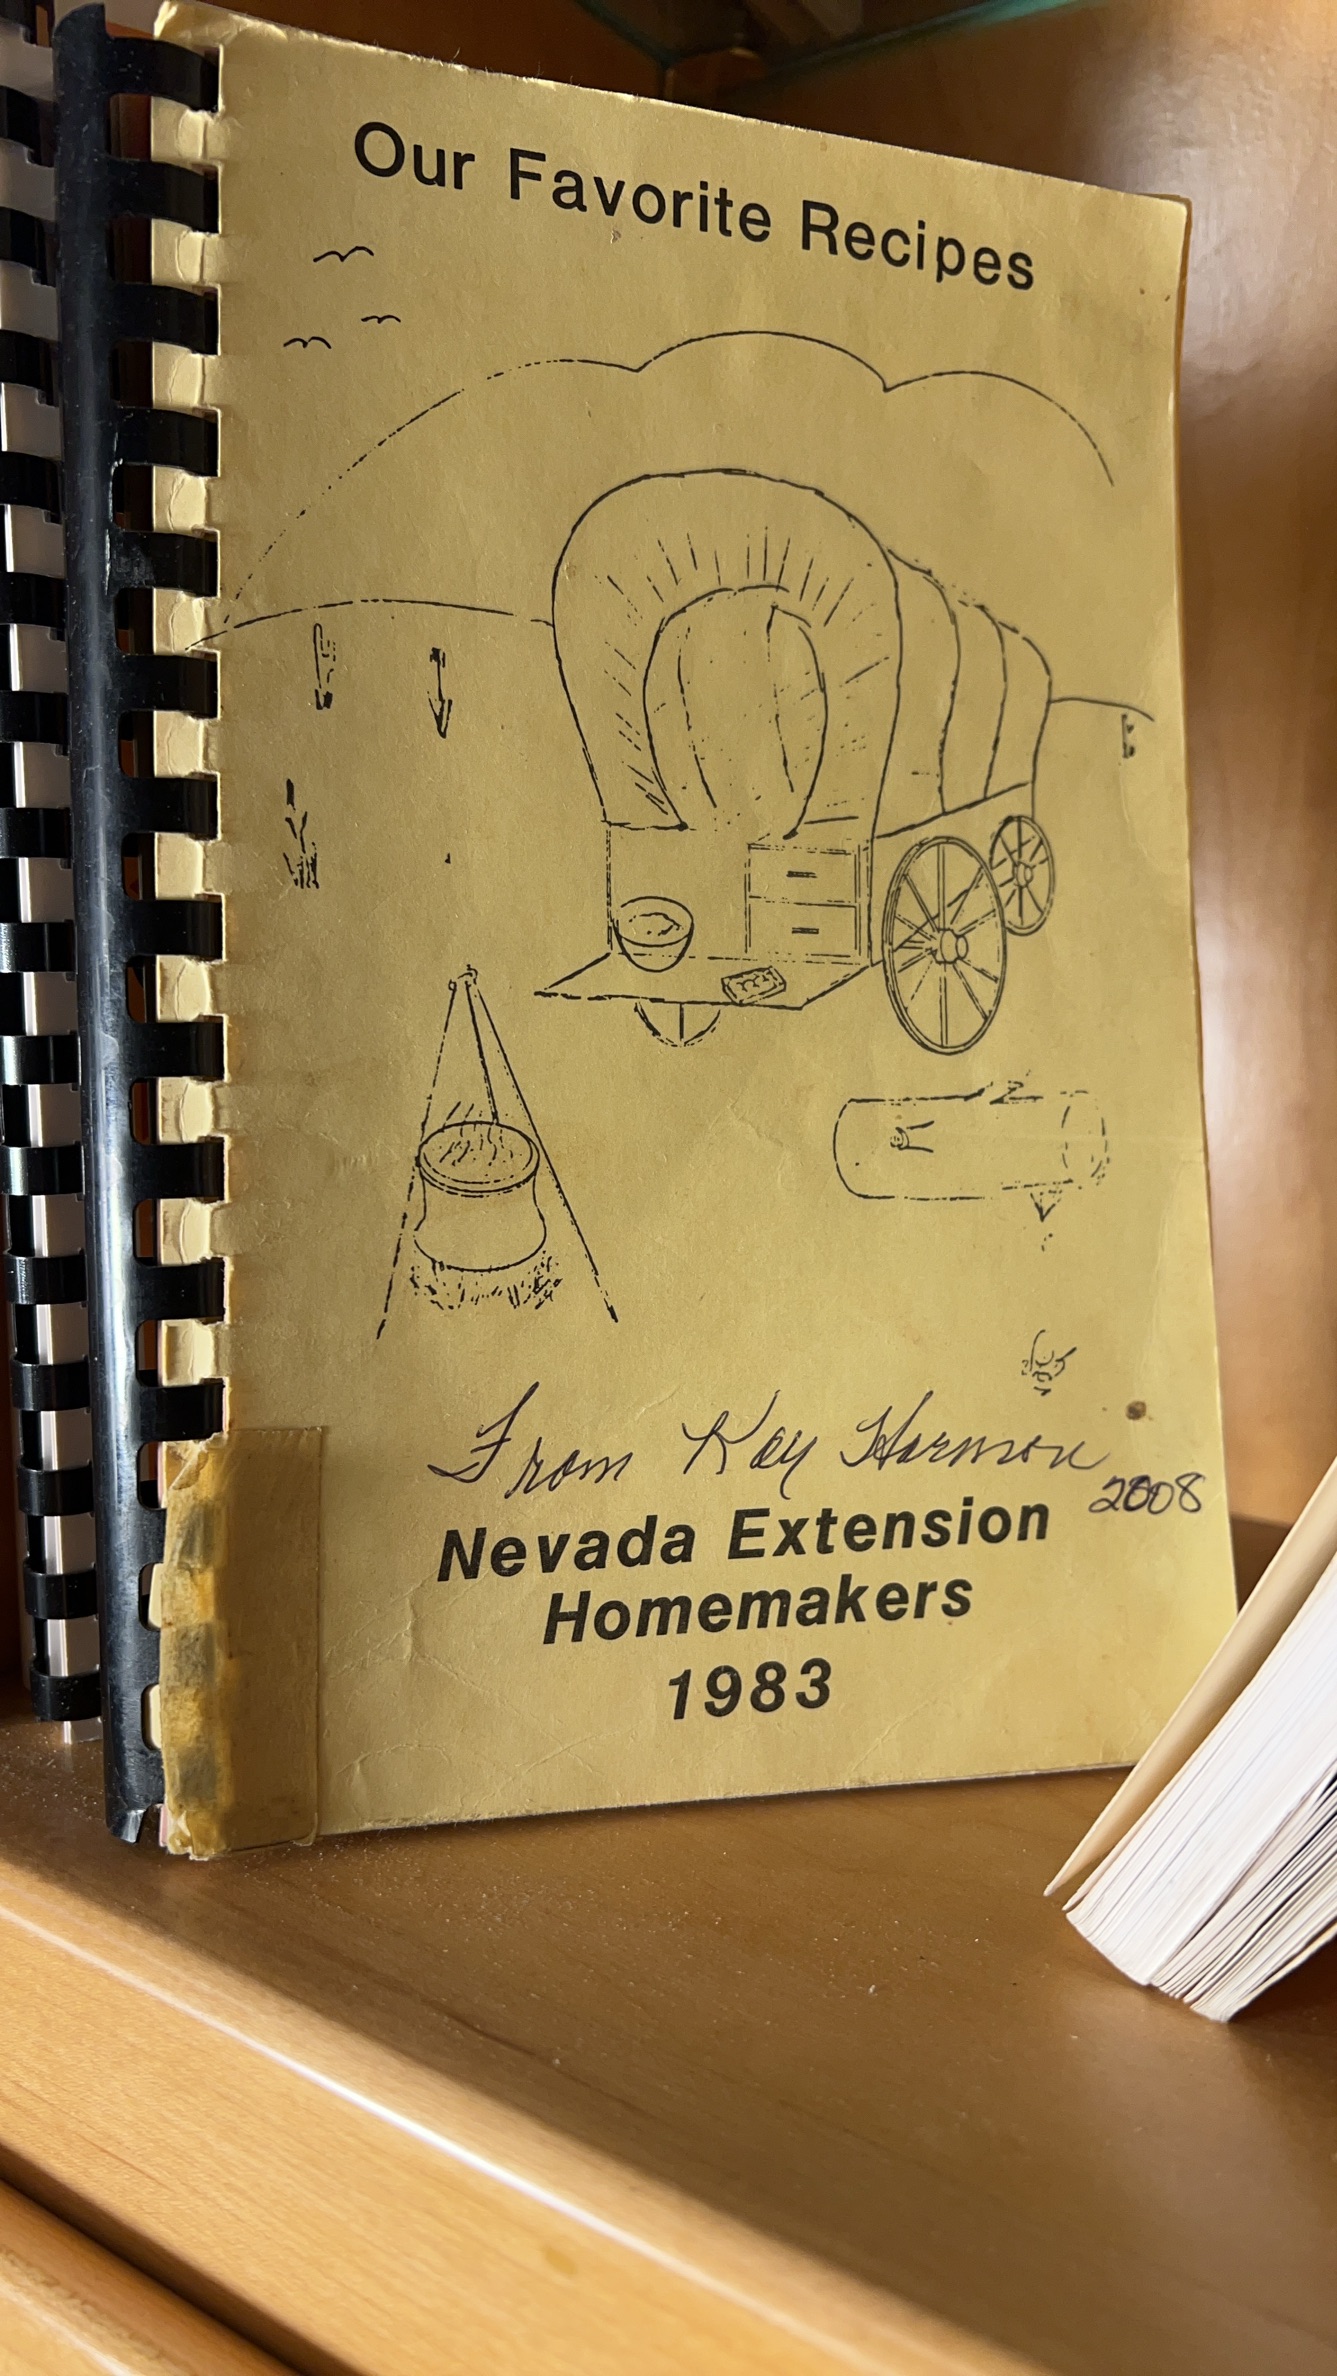 Our Favorite Recipes
From Kay Harmon
2008
Nevada Extension
Homemakers
1983